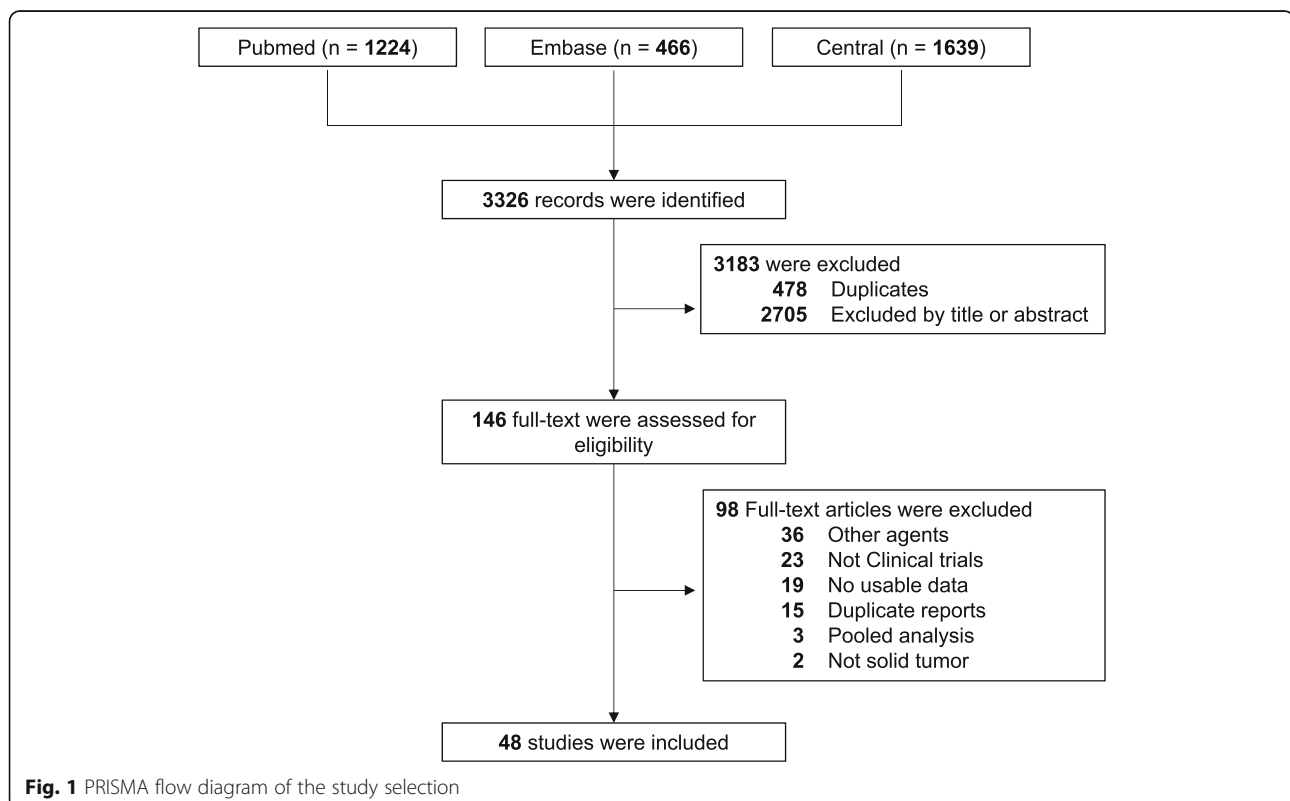 Pubmed (n = 1224)
Embase (n = 466)
Central (n = 1639)
3326 records were identified
3183 were excluded
478 Duplicates
2705 Excluded by title or abstract
146 full-text were assessed for
eligibility
98 Full-text articles were excluded
36 Other agents
23 Not Clinical trials
19 No usable data
15 Duplicate reports
3 Pooled analysis
2 Not solid tumor
48 studies were included
Fig. 1 PRISMA flow diagram of the study selection